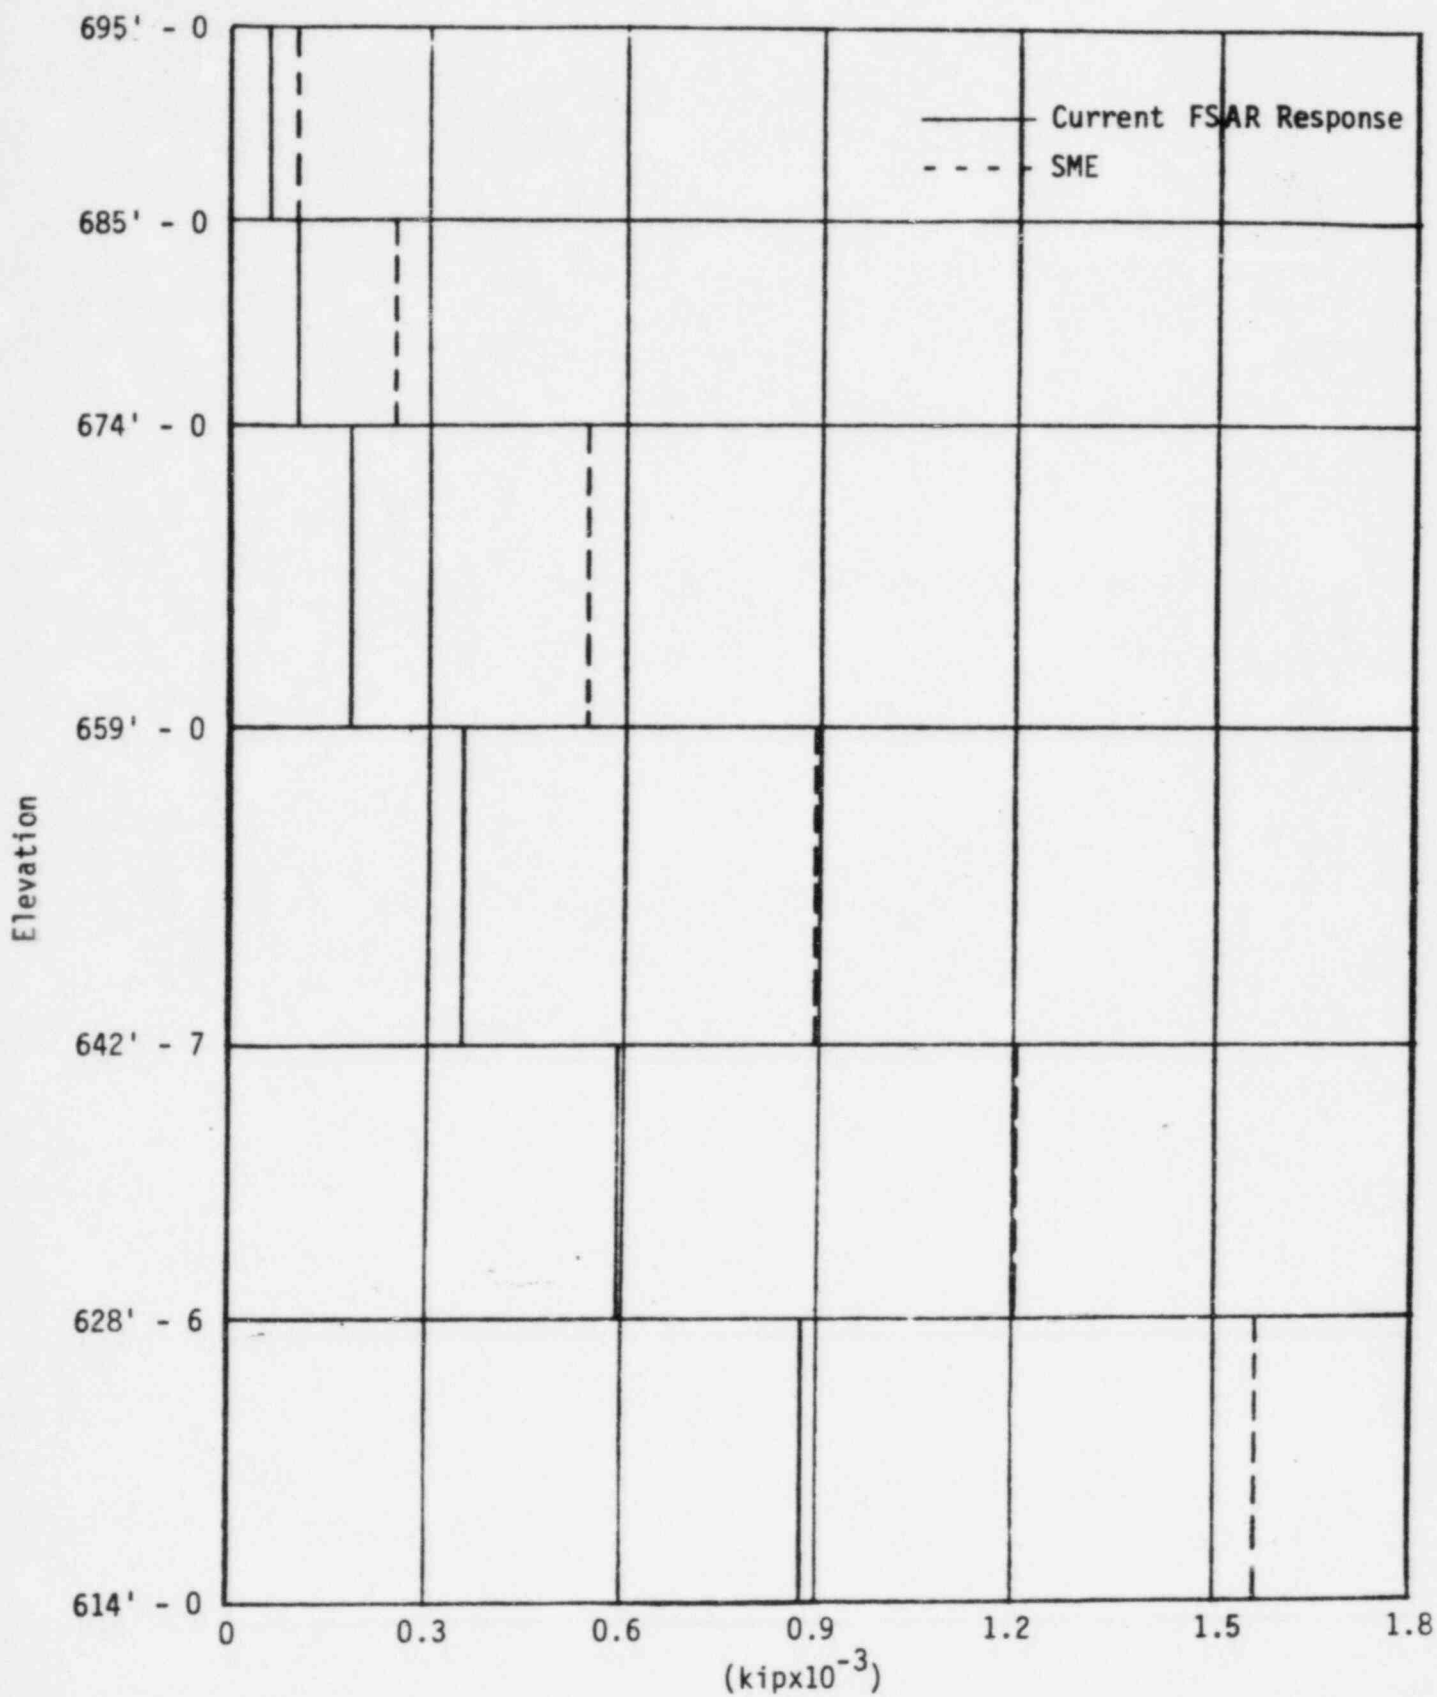 695' - 0
Current FSAR Response
SME
685' - 0
674' - 0
659' - 0
Elevation
642' - 7
628' - 6
614' - 0
0 0.3 0.6 0.9 1.2 1.5 1.8
(kipx10⁻³)